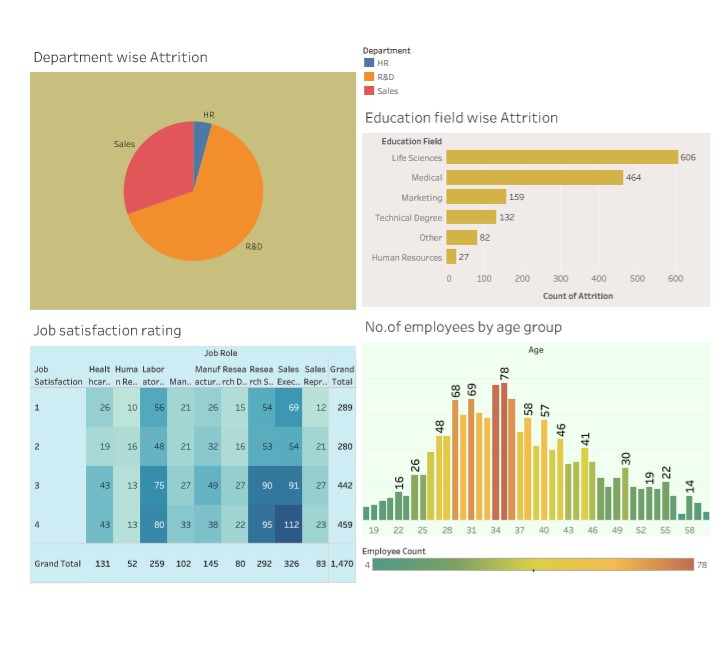 Department wise Attrition
HR
Sales
R&D
Department
HR
R&D
Sales
Education field wise Attrition
Education Field
Life Sciences 606
Medical 464
Marketing 159
Technical Degree 132
Other 82
Human Resources 27
0 100 200 300 400 500 600
Count of Attrition
Job satisfaction rating
Job Role
Job Healt Huma Labor Manuf Resea Resea Sales Sales Grand
Satisfaction hcar.. n Re.. ator.. Man.. actur.. rch D.. rch S.. Exec.. Repr.. Total
1 26 10 56 21 26 15 54 69 12 289
2 19 16 48 21 32 16 53 54 21 280
3 43 13 75 27 49 27 90 91 27 442
4 43 13 80 33 38 22 95 112 23 459
Grand Total 131 52 259 102 145 80 292 326 83 1,470
No.of employees by age group
Age
16 26 48 68 69 78 58 57 46 41 30 19 22 14
19 22 25 28 31 34 37 40 43 46 49 52 55 58
Employee Count
4 78